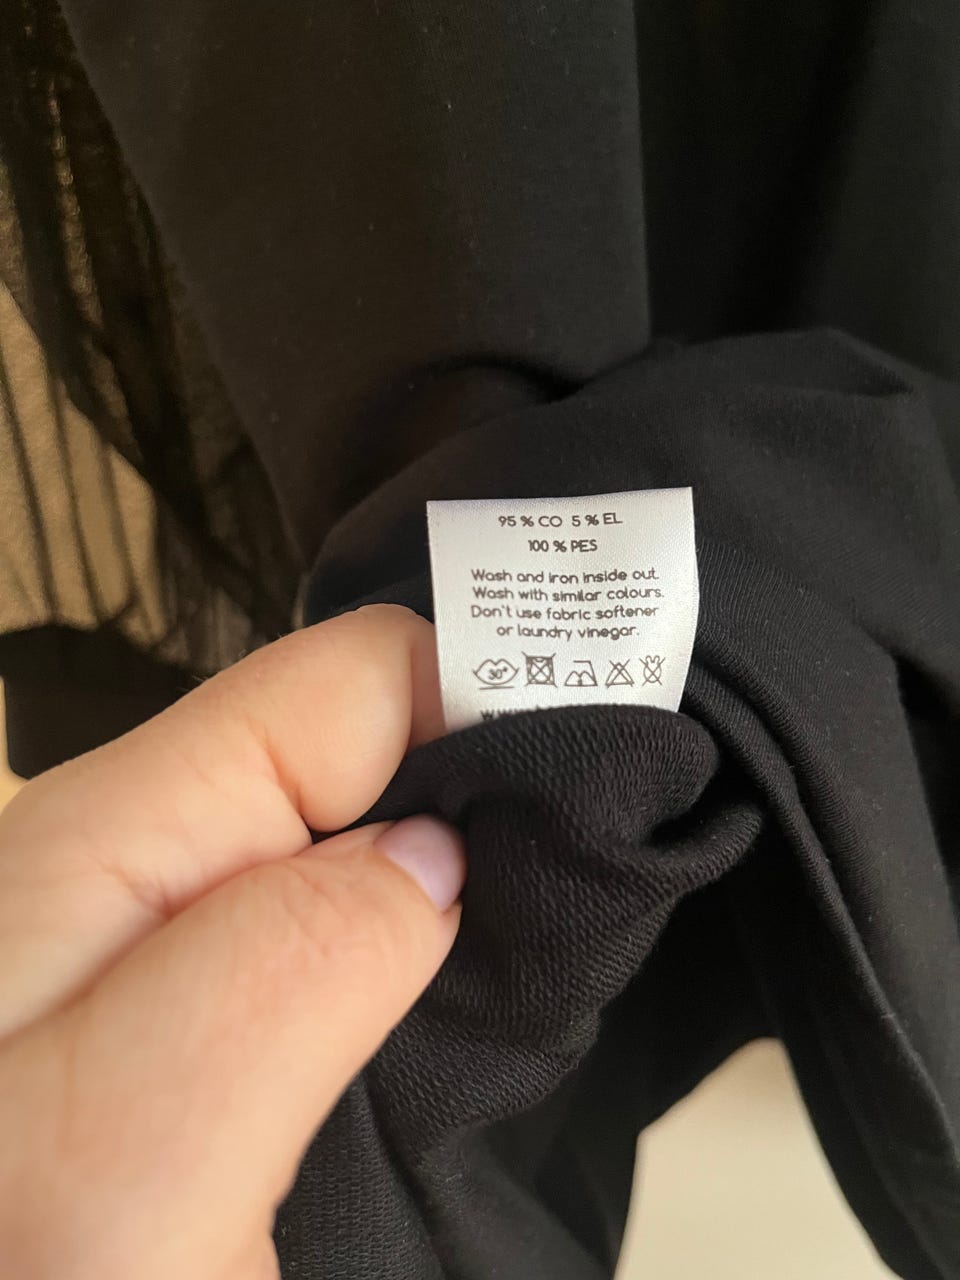 95 % CO 5 % EL
100 % PES
Wash and iron inside out.
Wash with similar colours.
Don't use fabric softener
or laundry vinegar.
30°